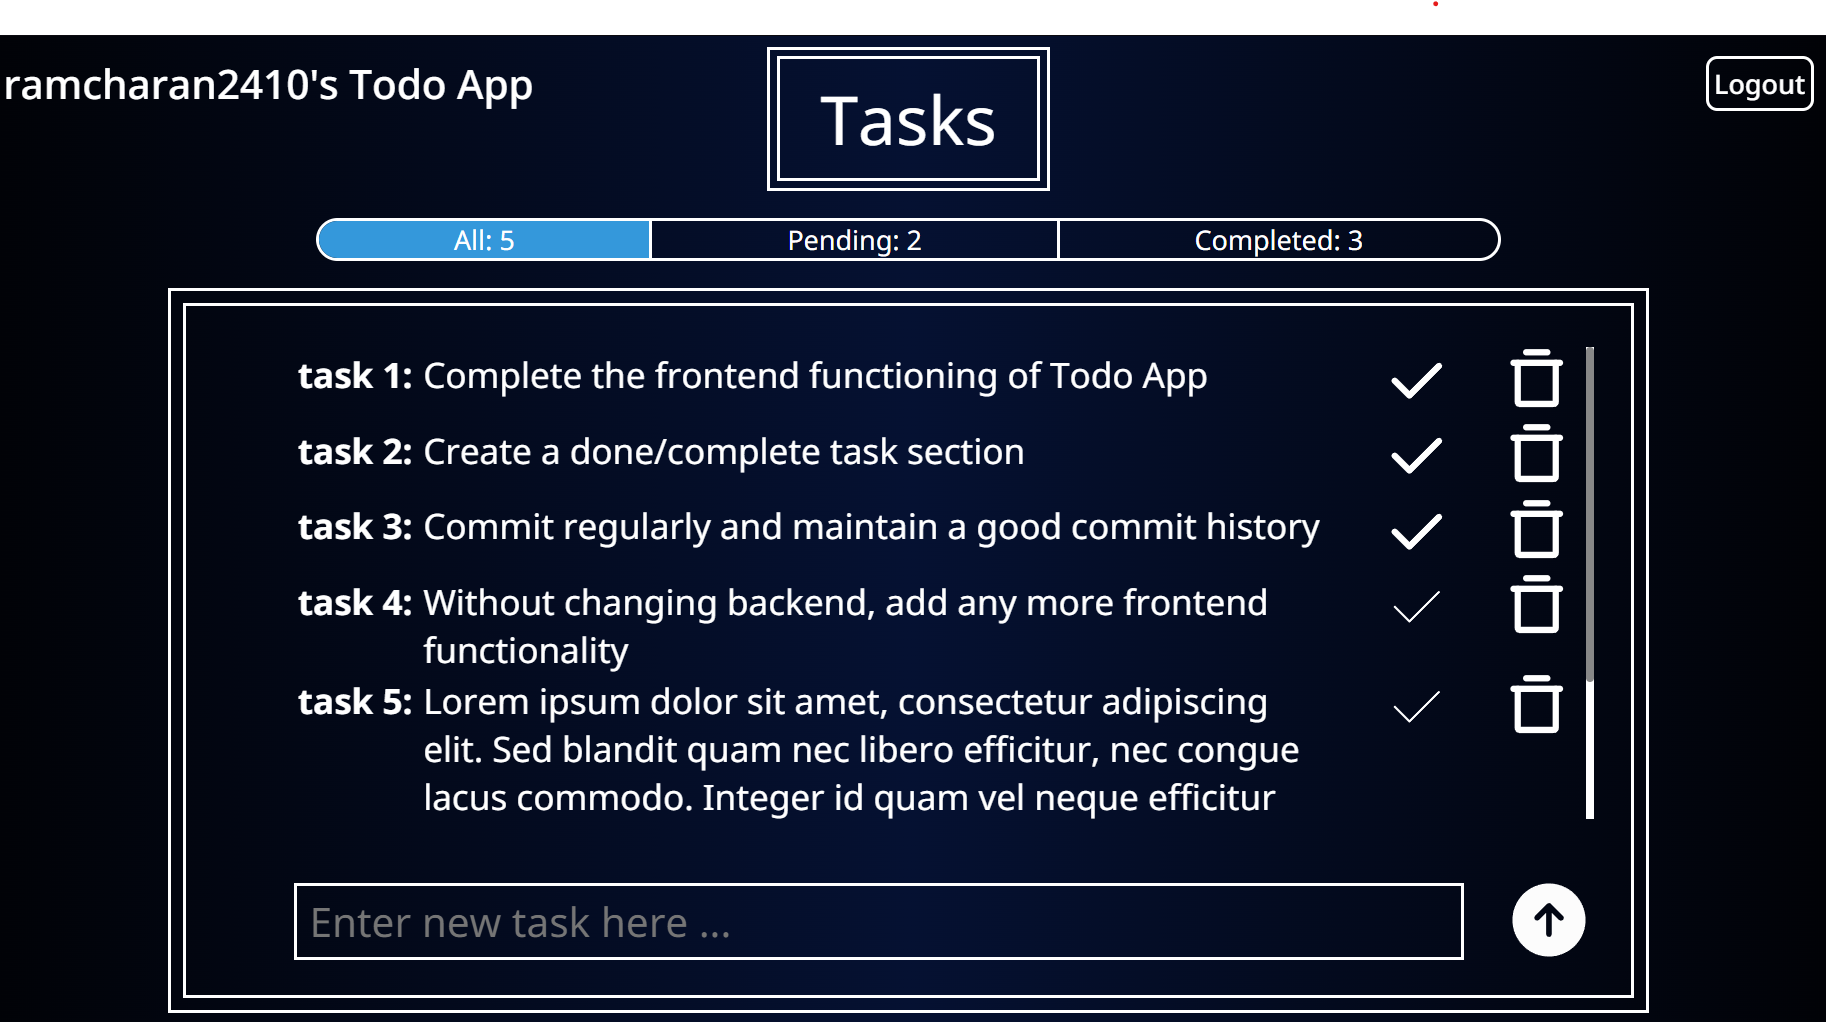 ramcharan2410's Todo App
Tasks
Logout
All: 5
Pending: 2
Completed: 3
task 1: Complete the frontend functioning of Todo App
task 2: Create a done/complete task section
task 3: Commit regularly and maintain a good commit history
task 4: Without changing backend, add any more frontend
functionality
task 5: Lorem ipsum dolor sit amet, consectetur adipiscing
elit. Sed blandit quam nec libero efficitur, nec congue
lacus commodo. Integer id quam vel neque efficitur
Enter new task here ...